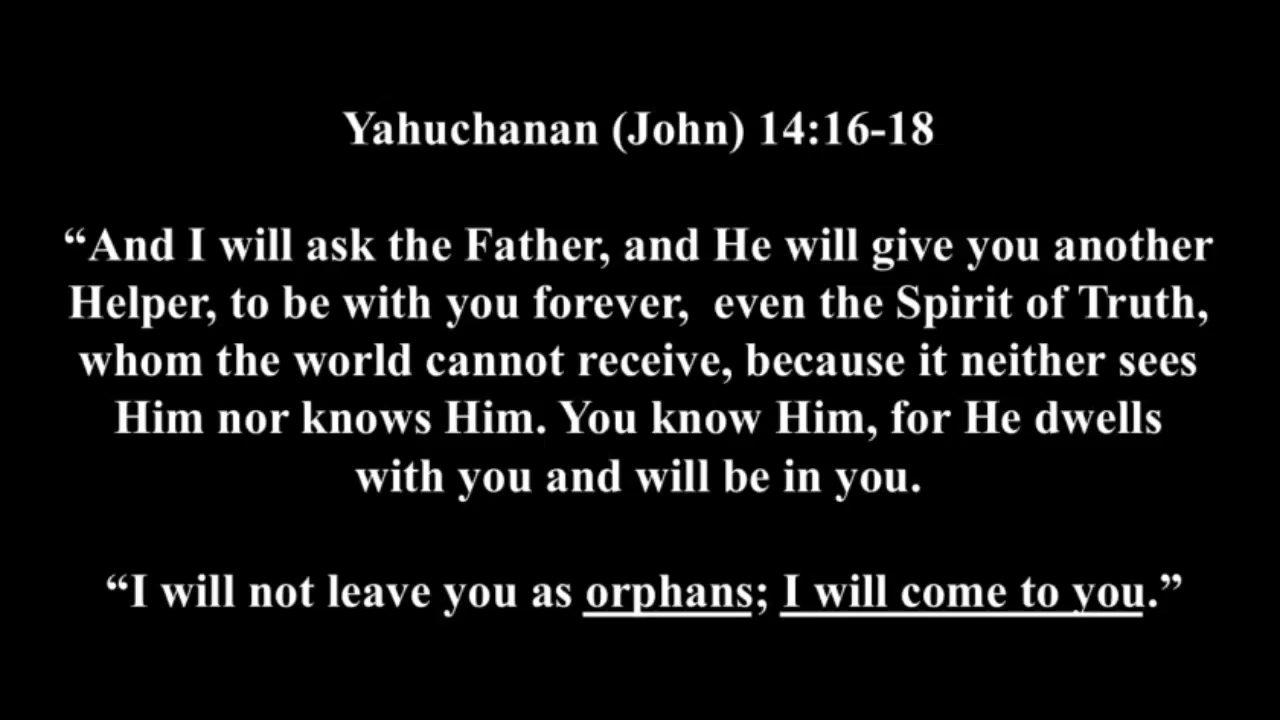 Yahuchanan (John) 14:16-18
“And I will ask the Father, and He will give you another
Helper, to be with you forever,  even the Spirit of Truth,
whom the world cannot receive, because it neither sees
Him nor knows Him. You know Him, for He dwells
with you and will be in you.
“I will not leave you as orphans; I will come to you.”